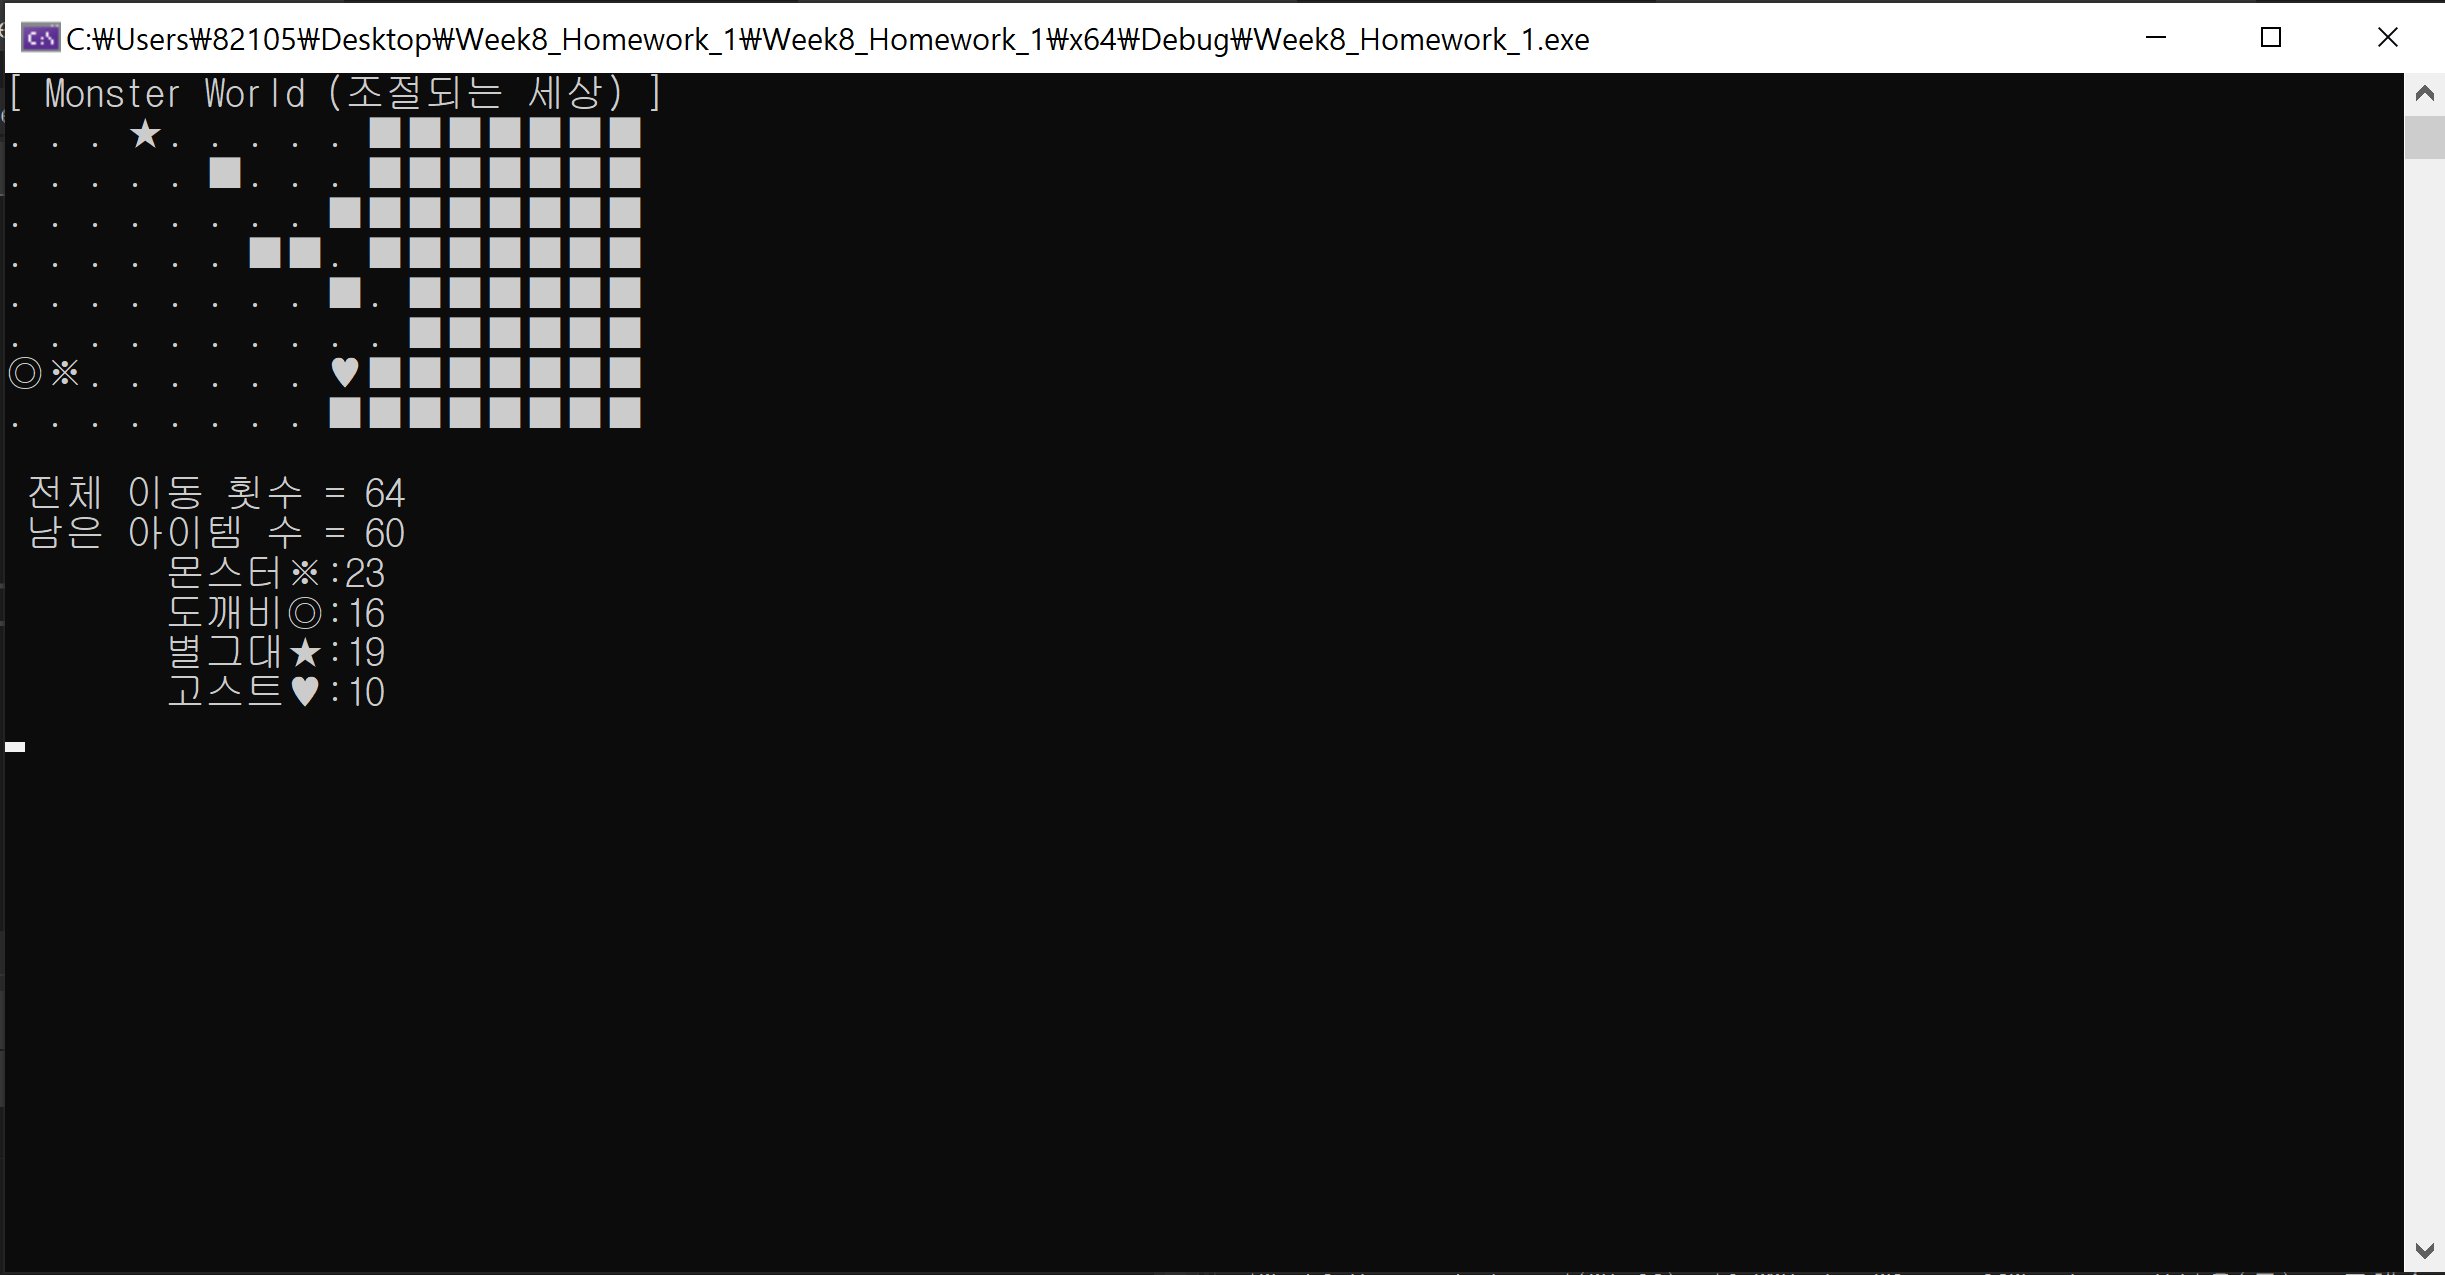 C:₩Users₩82105₩Desktop₩Week8_Homework_1₩Week8_Homework_1₩x64₩Debug₩Week8_Homework_1.exe
[ Monster World (조절되는 세상) ]
. . . ★. . . . . ■■■■■■■
. . . . . ■. . . ■■■■■■■
. . . . . . . . ■■■■■■■■
. . . . . . ■■. ■■■■■■■
. . . . . . . . ■. ■■■■■■
. . . . . . . . . . ■■■■■■
◎※. . . . . . ♥■■■■■■■
. . . . . . . . ■■■■■■■■
전체 이동 횟수 = 64
남은 아이템 수 = 60
몬스터※:23
도깨비◎:16
별그대★:19
고스트♥:10